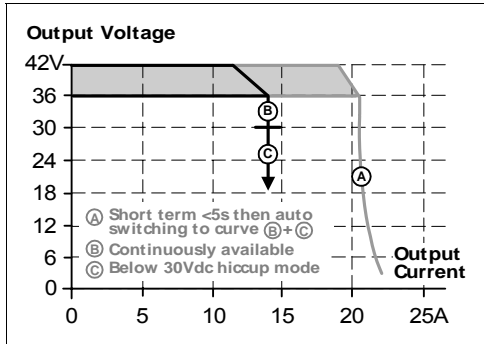 Output Voltage
42V
36
30
24
18
12
6
0
B
C
A
A Short term <5s then auto
switching to curve B+C
B Continuously available
C Below 30Vdc hiccup mode
Output
Current
0 5 10 15 20 25A